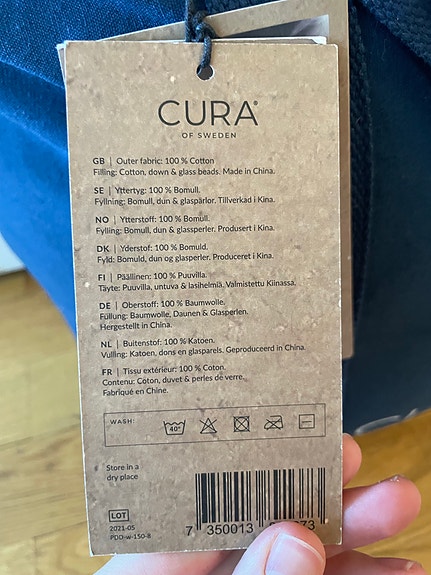 CURA®
OF SWEDEN
GB | Outer fabric: 100 % Cotton
Filling: Cotton, down & glass beads. Made in China.
SE | Yttertyg: 100 % Bomull.
Fyllning: Bomull, dun & glaspärlor. Tillverkad i Kina.
NO | Ytterstoff: 100 % Bomull.
Fylling: Bomull, dun & glassperler. Produsert i Kina.
DK | Yderstof: 100 % Bomuld.
Fyld: Bomuld, dun og glasperler. Produceret i Kina.
FI | Päällinen: 100 % Puuvilla.
Täyte: Puuvilla, untuva & lasihelmiä. Valmistettu Kiinassa.
DE | Oberstoff: 100 % Baumwolle.
Füllung: Baumwolle, Daunen & Glasperlen.
Hergestellt in China.
NL | Buitenstof: 100 % Katoen.
Vulling: Katoen, dons en glasparels. Geproduceerd in China.
FR | Tissu extérieur: 100 % Coton.
Contenu: Coton, duvet & perles de verre.
Fabriqué en Chine.
WASH: 40°
Store in a
dry place
LOT
2021-05
PDD-w-150-8
7 350013